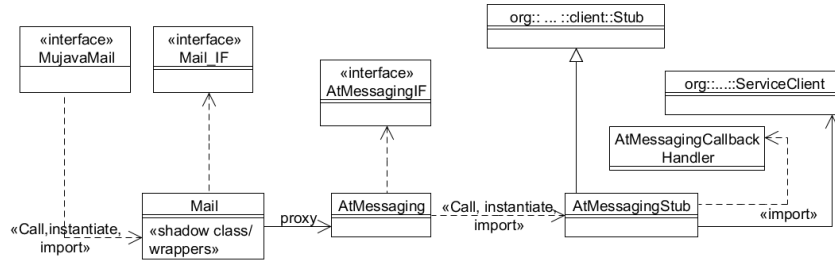 org:: ... ::client::Stub
«interface»
MujavaMail
«interface»
Mail_IF
«interface»
AtMessagingIF
org::...::ServiceClient
AtMessagingCallback
Handler
Mail
«shadow class/
wrappers»
AtMessaging
AtMessagingStub
«Call,instantiate,
import»
proxy
«Call, instantiate,
import»
«import»